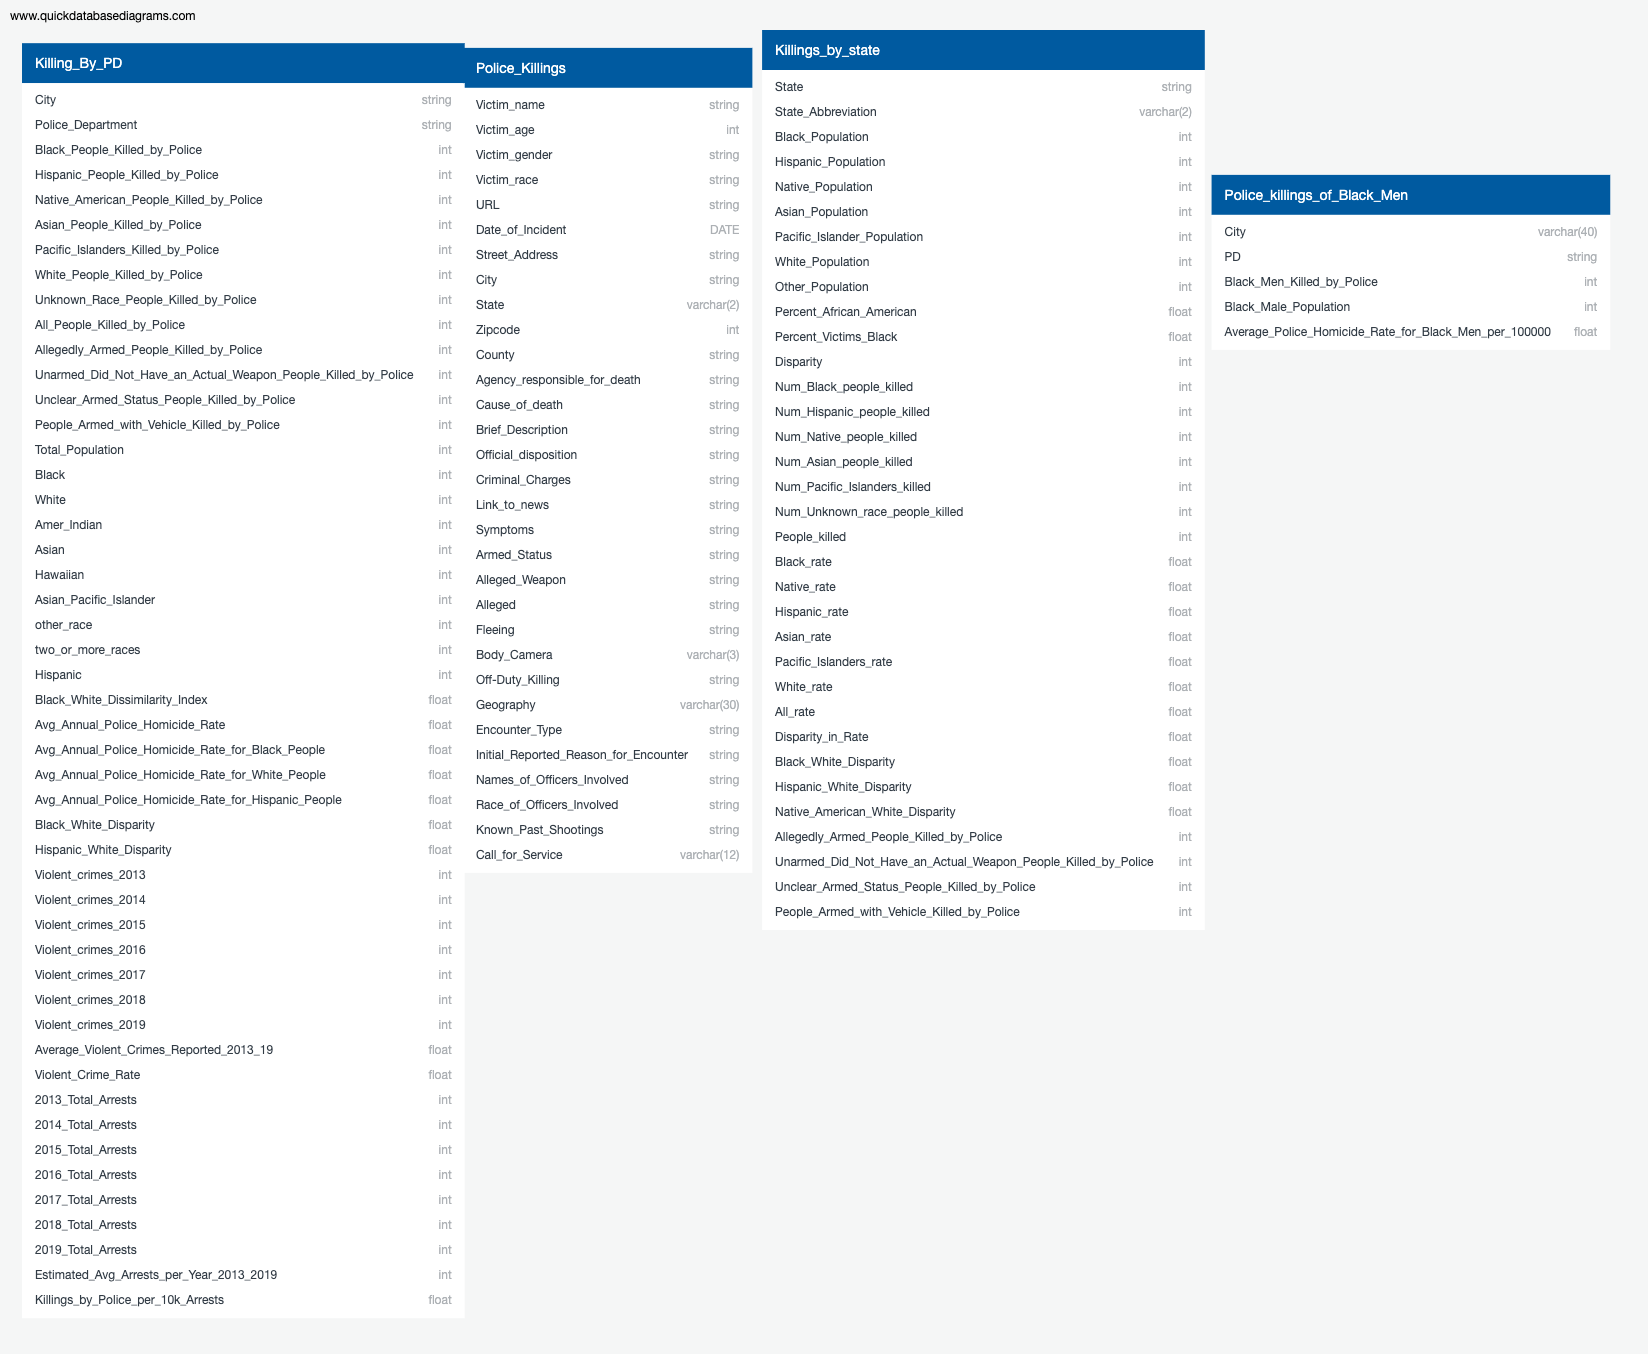 www.quickdatabasediagrams.com
Killing_By_PD
City string
Police_Department string
Black_People_Killed_by_Police int
Hispanic_People_Killed_by_Police int
Native_American_People_Killed_by_Police int
Asian_People_Killed_by_Police int
Pacific_Islanders_Killed_by_Police int
White_People_Killed_by_Police int
Unknown_Race_People_Killed_by_Police int
All_People_Killed_by_Police int
Allegedly_Armed_People_Killed_by_Police int
Unarmed_Did_Not_Have_an_Actual_Weapon_People_Killed_by_Police int
Unclear_Armed_Status_People_Killed_by_Police int
People_Armed_with_Vehicle_Killed_by_Police int
Total_Population int
Black int
White int
Amer_Indian int
Asian int
Hawaiian int
Asian_Pacific_Islander int
other_race int
two_or_more_races int
Hispanic int
Black_White_Dissimilarity_Index float
Avg_Annual_Police_Homicide_Rate float
Avg_Annual_Police_Homicide_Rate_for_Black_People float
Avg_Annual_Police_Homicide_Rate_for_White_People float
Avg_Annual_Police_Homicide_Rate_for_Hispanic_People float
Black_White_Disparity float
Hispanic_White_Disparity float
Violent_crimes_2013 int
Violent_crimes_2014 int
Violent_crimes_2015 int
Violent_crimes_2016 int
Violent_crimes_2017 int
Violent_crimes_2018 int
Violent_crimes_2019 int
Average_Violent_Crimes_Reported_2013_19 float
Violent_Crime_Rate float
2013_Total_Arrests int
2014_Total_Arrests int
2015_Total_Arrests int
2016_Total_Arrests int
2017_Total_Arrests int
2018_Total_Arrests int
2019_Total_Arrests int
Estimated_Avg_Arrests_per_Year_2013_2019 int
Killings_by_Police_per_10k_Arrests float
Police_Killings
Victim_name string
Victim_age int
Victim_gender string
Victim_race string
URL string
Date_of_Incident DATE
Street_Address string
City string
State varchar(2)
Zipcode int
County string
Agency_responsible_for_death string
Cause_of_death string
Brief_Description string
Official_disposition string
Criminal_Charges string
Link_to_news string
Symptoms string
Armed_Status string
Alleged_Weapon string
Alleged string
Fleeing string
Body_Camera varchar(3)
Off-Duty_Killing string
Geography varchar(30)
Encounter_Type string
Initial_Reported_Reason_for_Encounter string
Names_of_Officers_Involved string
Race_of_Officers_Involved string
Known_Past_Shootings string
Call_for_Service varchar(12)
Killings_by_state
State string
State_Abbreviation varchar(2)
Black_Population int
Hispanic_Population int
Native_Population int
Asian_Population int
Pacific_Islander_Population int
White_Population int
Other_Population int
Percent_African_American float
Percent_Victims_Black float
Disparity int
Num_Black_people_killed int
Num_Hispanic_people_killed int
Num_Native_people_killed int
Num_Asian_people_killed int
Num_Pacific_Islanders_killed int
Num_Unknown_race_people_killed int
People_killed int
Black_rate float
Native_rate float
Hispanic_rate float
Asian_rate float
Pacific_Islanders_rate float
White_rate float
All_rate float
Disparity_in_Rate float
Black_White_Disparity float
Hispanic_White_Disparity float
Native_American_White_Disparity float
Allegedly_Armed_People_Killed_by_Police int
Unarmed_Did_Not_Have_an_Actual_Weapon_People_Killed_by_Police int
Unclear_Armed_Status_People_Killed_by_Police int
People_Armed_with_Vehicle_Killed_by_Police int
Police_killings_of_Black_Men
City varchar(40)
PD string
Black_Men_Killed_by_Police int
Black_Male_Population int
Average_Police_Homicide_Rate_for_Black_Men_per_100000 float